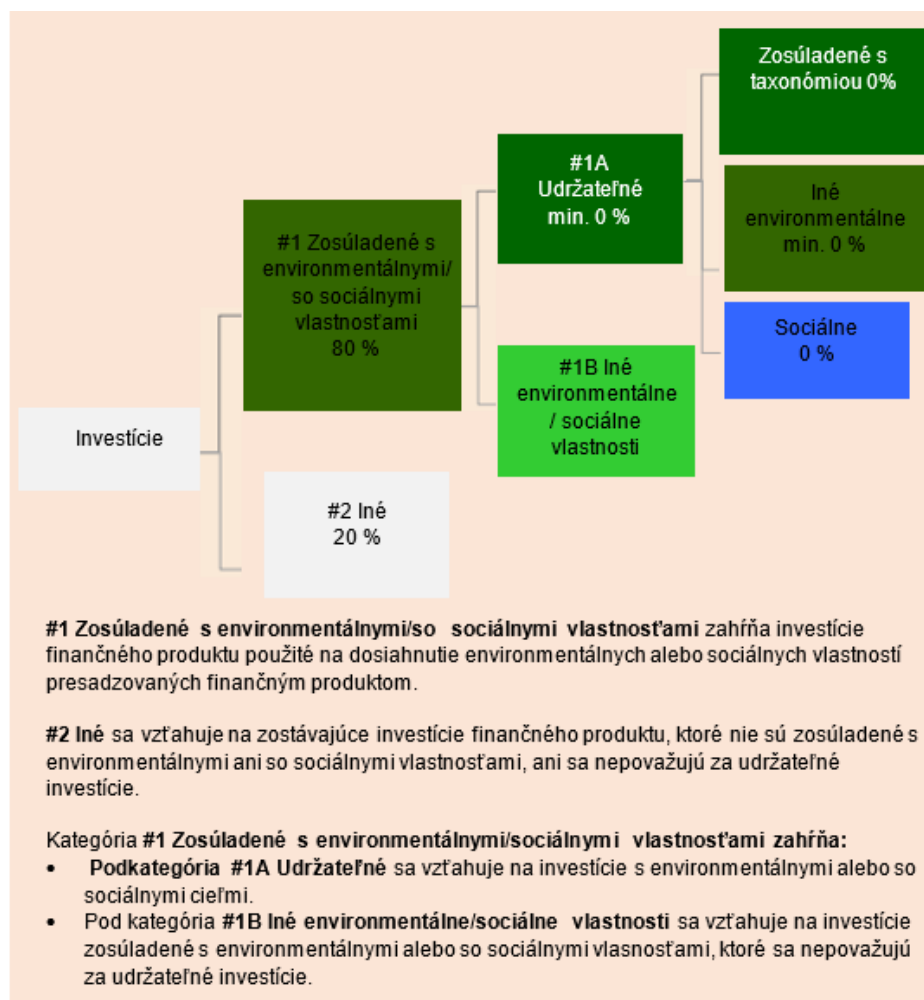 Zosúladené s
taxonómiou 0%
#1A
Udržateľné
min. 0 %
Iné
environmentálne
min. 0 %
#1 Zosúladené s
environmentálnymi/
so sociálnymi
vlastnosťami
80 %
Sociálne
0 %
#1B Iné
environmentálne
/ sociálne
vlastnosti
Investície
#2 Iné
20 %
#1 Zosúladené s environmentálnymi/so sociálnymi vlastnosťami zahŕňa investície
finančného produktu použité na dosiahnutie environmentálnych alebo sociálnych vlastností
presadzovaných finančným produktom.
#2 Iné sa vzťahuje na zostávajúce investície finančného produktu, ktoré nie sú zosúladené s
environmentálnymi ani so sociálnymi vlastnosťami, ani sa nepovažujú za udržateľné
investície.
Kategória #1 Zosúladené s environmentálnymi/sociálnymi vlastnosťami zahŕňa:
• Podkategória #1A Udržateľné sa vzťahuje na investície s environmentálnymi alebo so
sociálnymi cieľmi.
• Pod kategória #1B Iné environmentálne/sociálne vlastnosti sa vzťahuje na investície
zosúladené s environmentálnymi alebo so sociálnymi vlasnosťami, ktoré sa nepovažujú
za udržateľné investície.